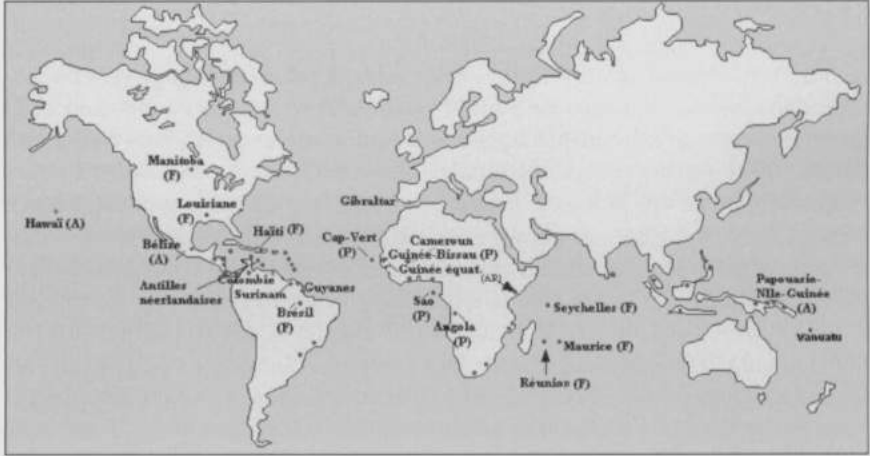 Manitoba
(F)
Louisiane
(F)
Hawaï (A)
Haïti (F)
Bélize
(A)
Antilles
néerlandaises
Colombie
Surinam
Guyanes
Brésil
(F)
Gibraltar
Cap-Vert
(P)
Cameroun
Guinée-Bissau (P)
Guinée équat.
(AR)
Sao
(P)
Angola
(P)
Seychelles (F)
Maurice (F)
Réunion (F)
Papouasie-
Nlle-Guinée
(A)
Vanuatu